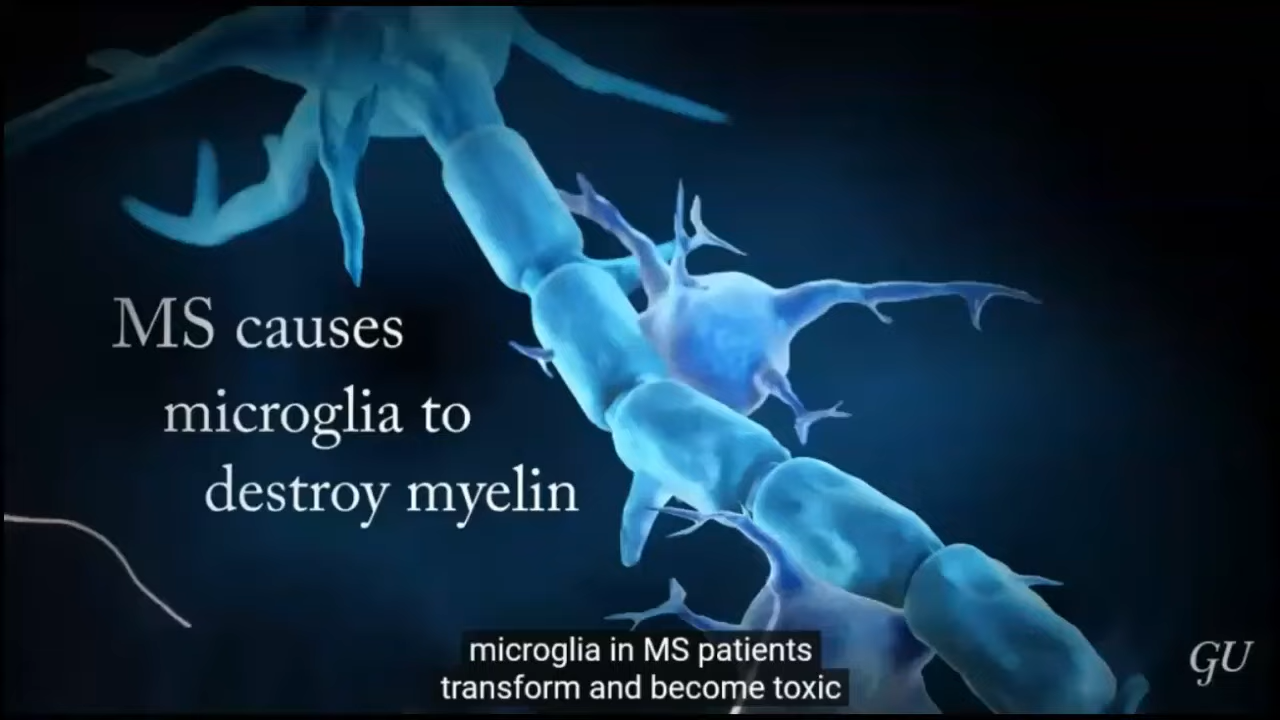 MS causes
microglia to
destroy myelin
microglia in MS patients
transform and become toxic
GU